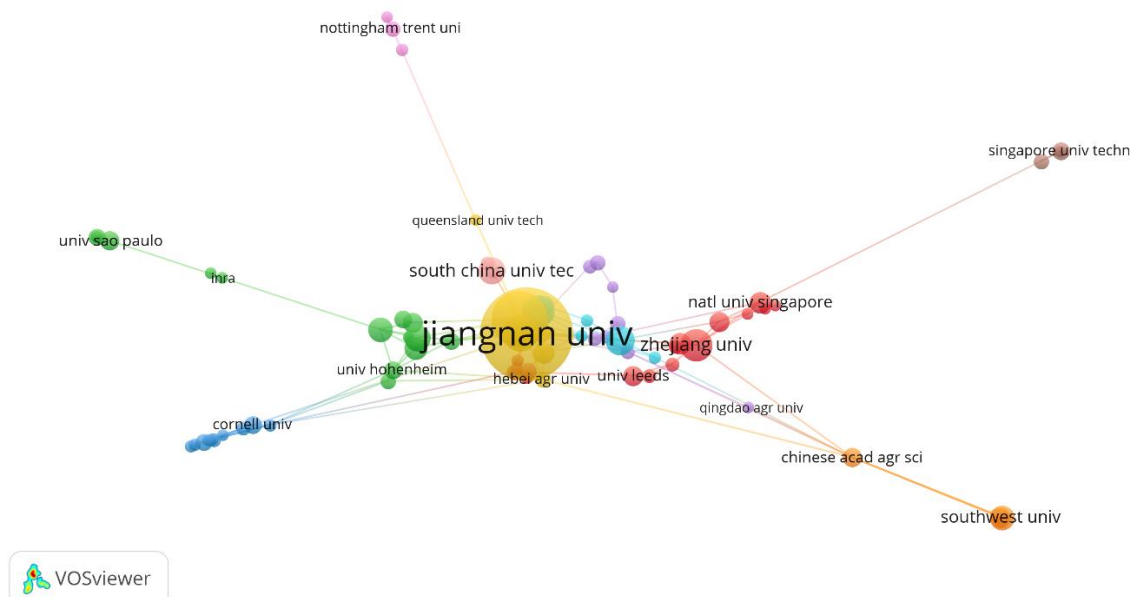 nottingham trent uni
singapore univ techn
queensland univ tech
univ sao paulo
south china univ tec
inra
natl univ singapore
jiangnan univ
zhejiang univ
univ hohenheim
hebei agr univ
univ leeds
qingdao agr univ
cornell univ
chinese acad agr sci
southwest univ
VOSviewer